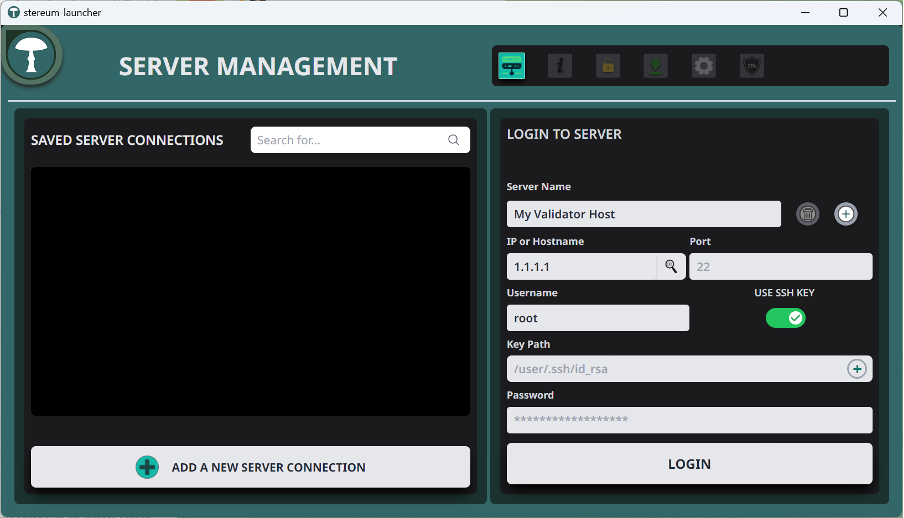 stereum-launcher
SERVER MANAGEMENT
SAVED SERVER CONNECTIONS
Search for...
ADD A NEW SERVER CONNECTION
LOGIN TO SERVER
Server Name
My Validator Host
IP or Hostname
Port
1.1.1.1
22
Username
USE SSH KEY
root
Key Path
/user/.ssh/id_rsa
Password
******************
LOGIN